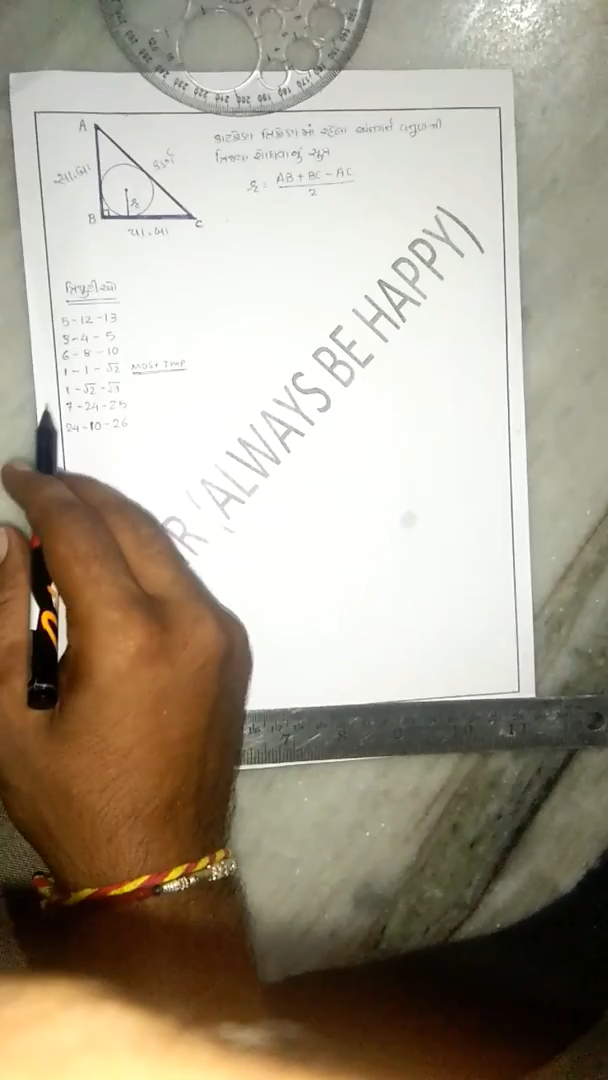 A
કાટકોણ ત્રિકોણમાં રહેલા અંતર્ગત વર્તુળની
ત્રિજ્યા શોધવાનું સૂત્ર
સા.બા
કર્ણ
r = AB + BC - AC / 2
r
B
C
સા.બા
ત્રિપુટીઓ
5-12-13
3-4-5
6-8-10
1-1-√2 MOST IMP
1-√2-√3
7-24-25
24-10-26
(ALWAYS BE HAPPY)